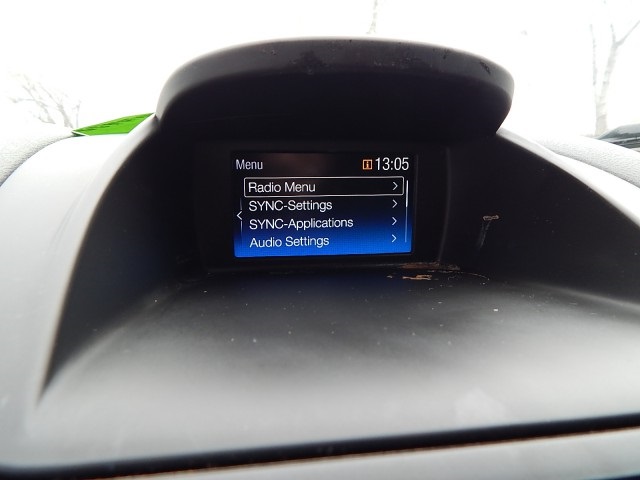 Menu 13:05
Radio Menu
SYNC-Settings
SYNC-Applications
Audio Settings